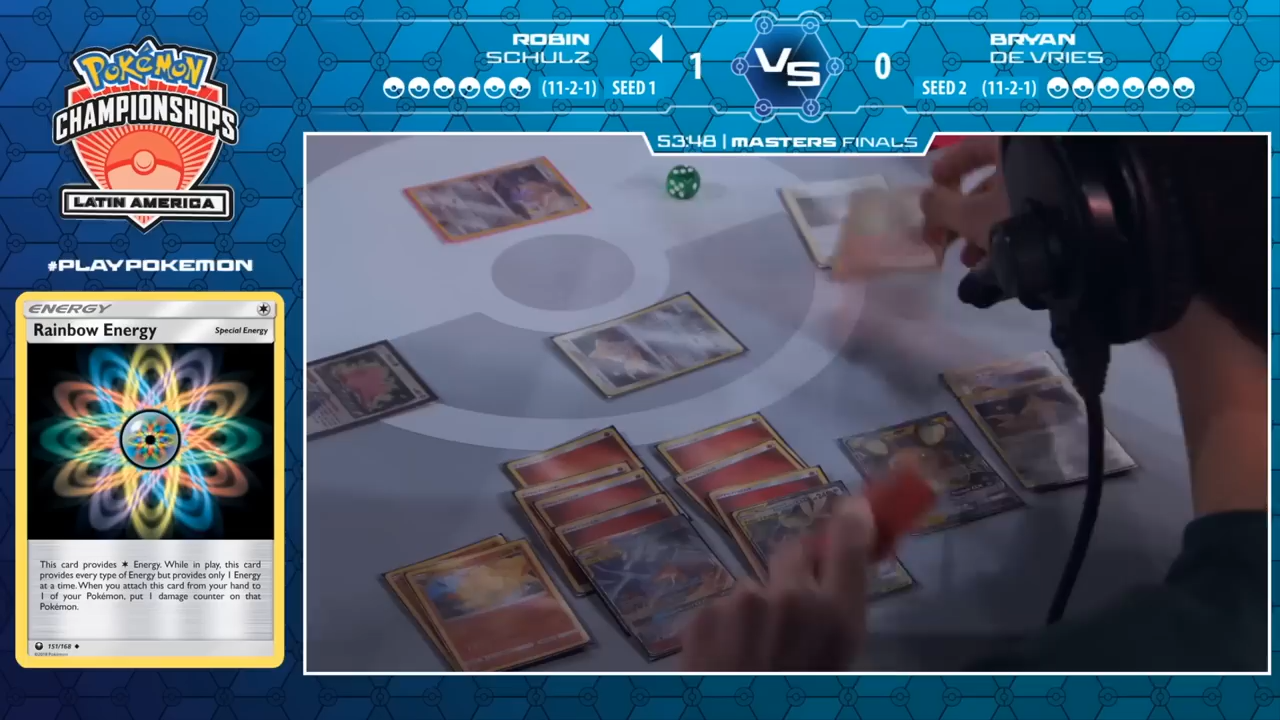 POKÉMON
CHAMPIONSHIPS
LATIN AMERICA
#PLAYPOKEMON
ROBIN
SCHULZ
(11-2-1) SEED 1
1
VS
0
BRYAN
DE VRIES
SEED 2 (11-2-1)
53:48 | MASTERS FINALS
ENERGY
Rainbow Energy
Special Energy
This card provides Energy. While in play, this card
provides every type of Energy but provides only 1 Energy
at a time. When you attach this card from your hand to
1 of your Pokémon, put 1 damage counter on that
Pokémon.
151/168
©2018 Pokémon